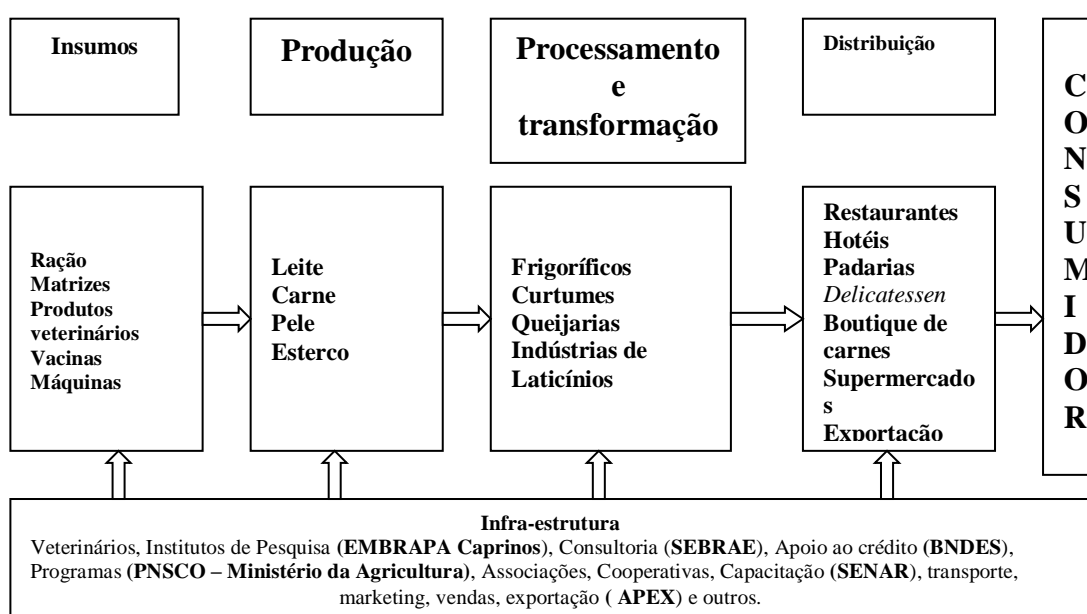 Insumos
Produção
Processamento
e
transformação
Distribuição
C
O
N
S
U
M
I
D
O
R
Ração
Matrizes
Produtos
veterinários
Vacinas
Máquinas
Leite
Carne
Pele
Esterco
Frigoríficos
Curtumes
Queijarias
Indústrias de
Laticínios
Restaurantes
Hotéis
Padarias
Delicatessen
Boutique de
carnes
Supermercado
s
Exportação
Infra-estrutura
Veterinários, Institutos de Pesquisa (EMBRAPA Caprinos), Consultoria (SEBRAE), Apoio ao crédito (BNDES),
Programas (PNSCO – Ministério da Agricultura), Associações, Cooperativas, Capacitação (SENAR), transporte,
marketing, vendas, exportação ( APEX) e outros.